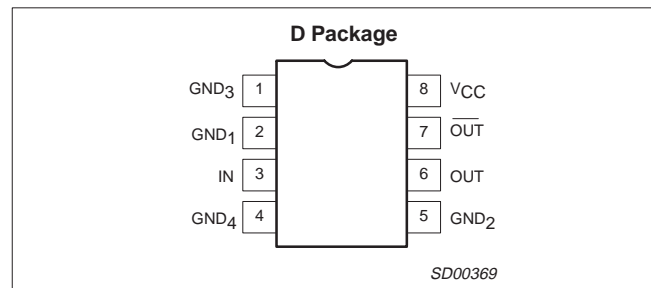 D Package
GND3 1 8 VCC
GND1 2 7 OUT
IN 3 6 OUT
GND4 4 5 GND2
SD00369